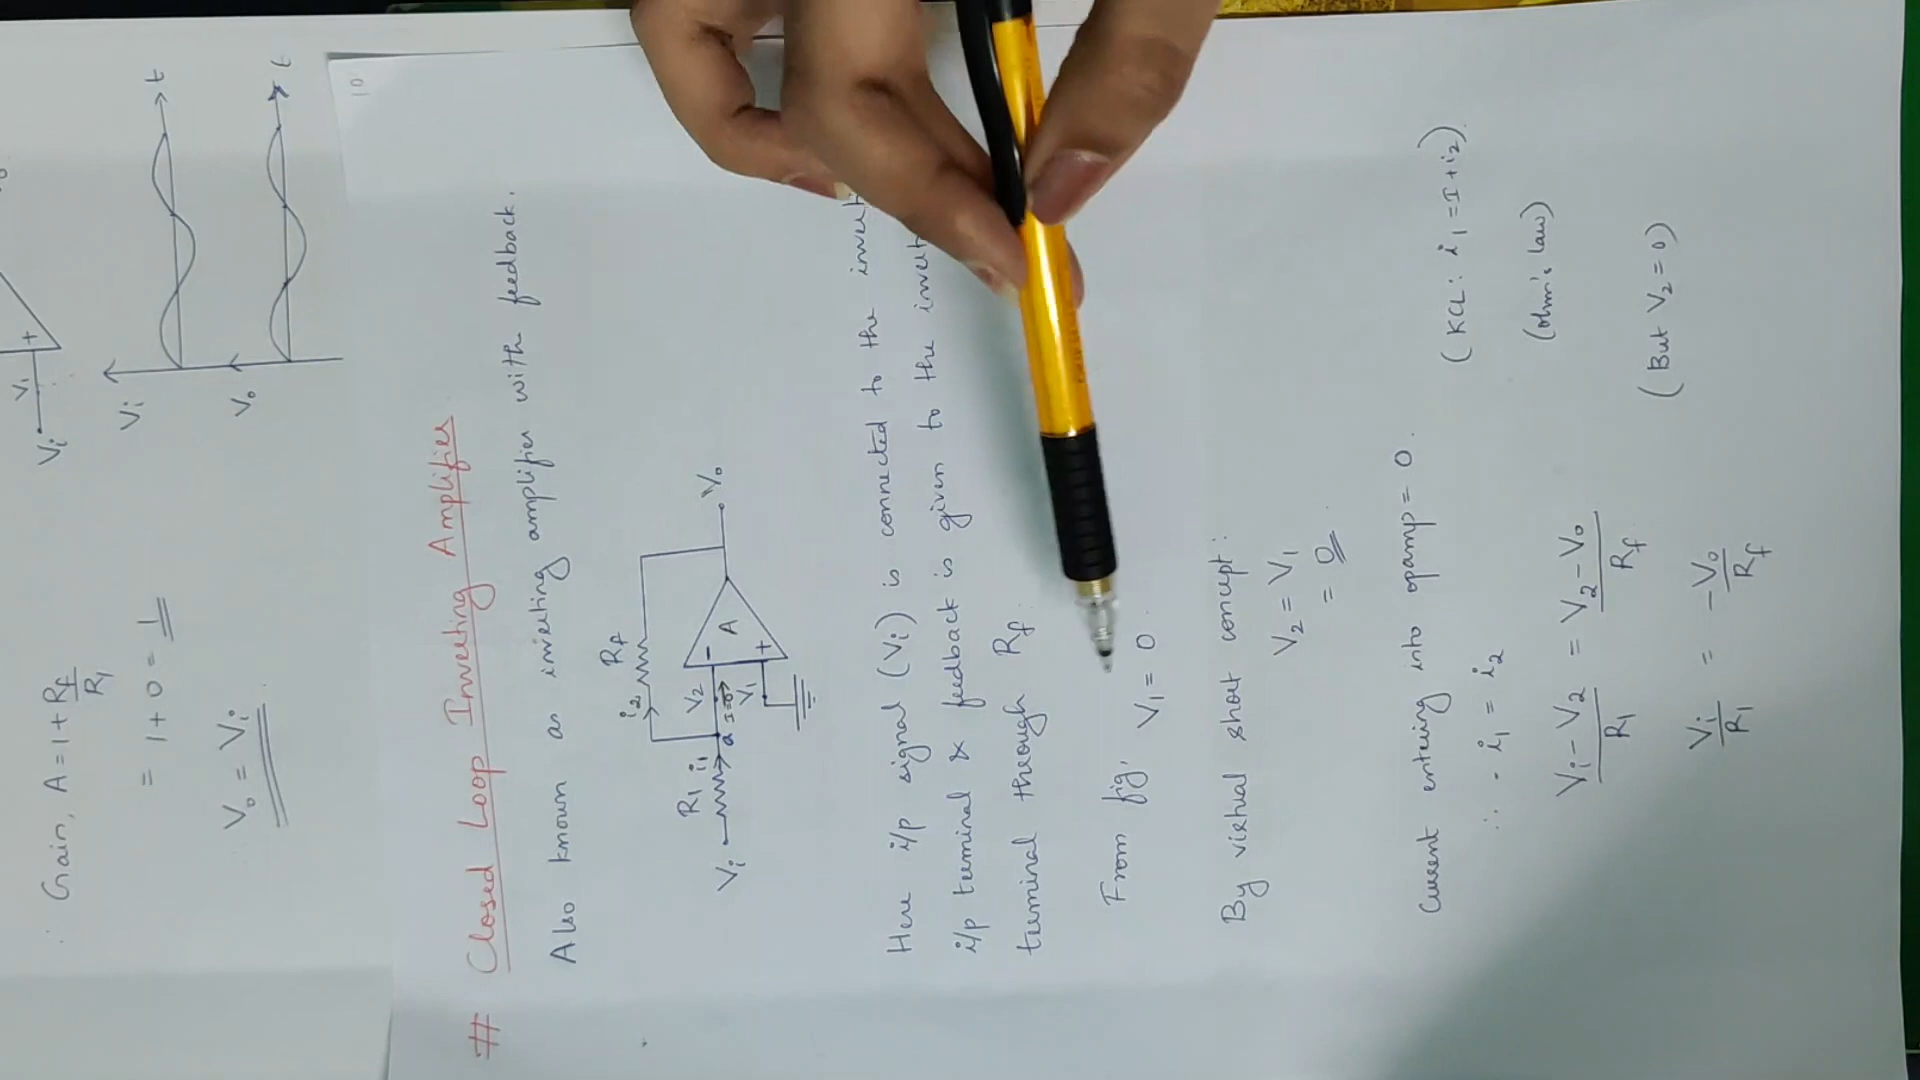 Gain, A = 1 + Rf/R1
= 1 + 0 = 1
Vo = Vi
Vi V1
+
Vi t
Vo t
10
# Closed Loop Inverting Amplifier
Also known as inverting amplifier with feedback.
i2 Rf
Vi R1 i1 a I=0 V2 - A Vo
V1 +
Here i/p signal (Vi) is connected to the
i/p terminal & feedback is given to the
terminal through Rf.
From fig, V1 = 0.
By virtual short concept:
V2 = V1
= 0.
Current entering into opamp = 0.
∴ i1 = i2 (KCL: i1 = I + i2)
Vi - V2 / R1 = V2 - Vo / Rf (ohm's law)
Vi / R1 = -Vo / Rf (But V2 = 0)